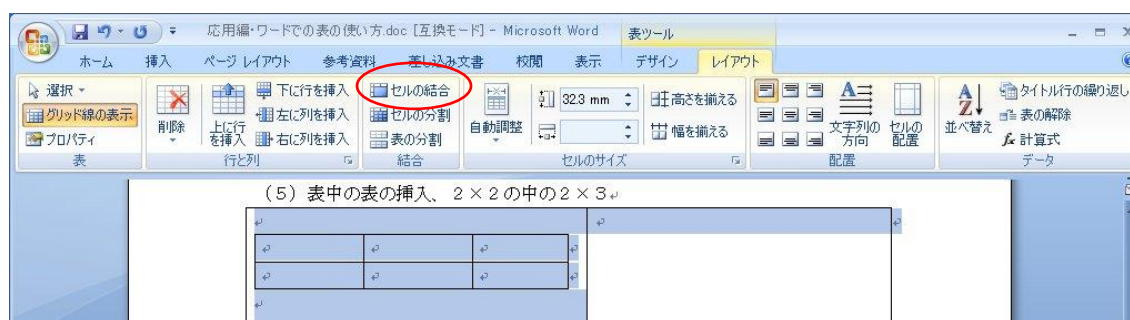 応用編・ワードでの表の使い方.doc [互換モード] - Microsoft Word 表ツール
ホーム 挿入 ページ レイアウト 参考資料 差し込み文書 校閲 表示 デザイン レイアウト
選択
グリッド線の表示
プロパティ
表
削除
上に行を挿入
下に行を挿入
左に列を挿入
右に列を挿入
行と列
セルの結合
セルの分割
表の分割
結合
自動調整
32.3 mm
高さを揃える
幅を揃える
セルのサイズ
文字列の方向
セルの配置
配置
並べ替え
タイトル行の繰り返し
表の解除
fx 計算式
データ
（5）表中の表の挿入、２×２の中の２×３